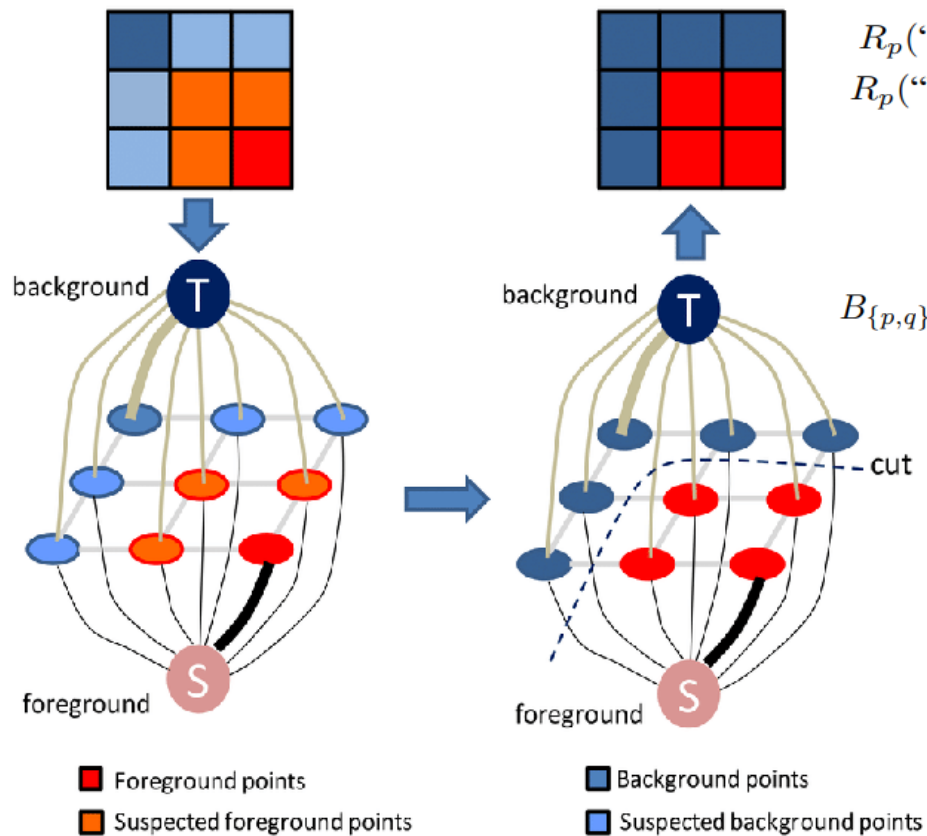 R_p("
R_p("
background
T
background
T
B_{p,q}
cut
S
foreground
S
foreground
Foreground points
Background points
Suspected foreground points
Suspected background points